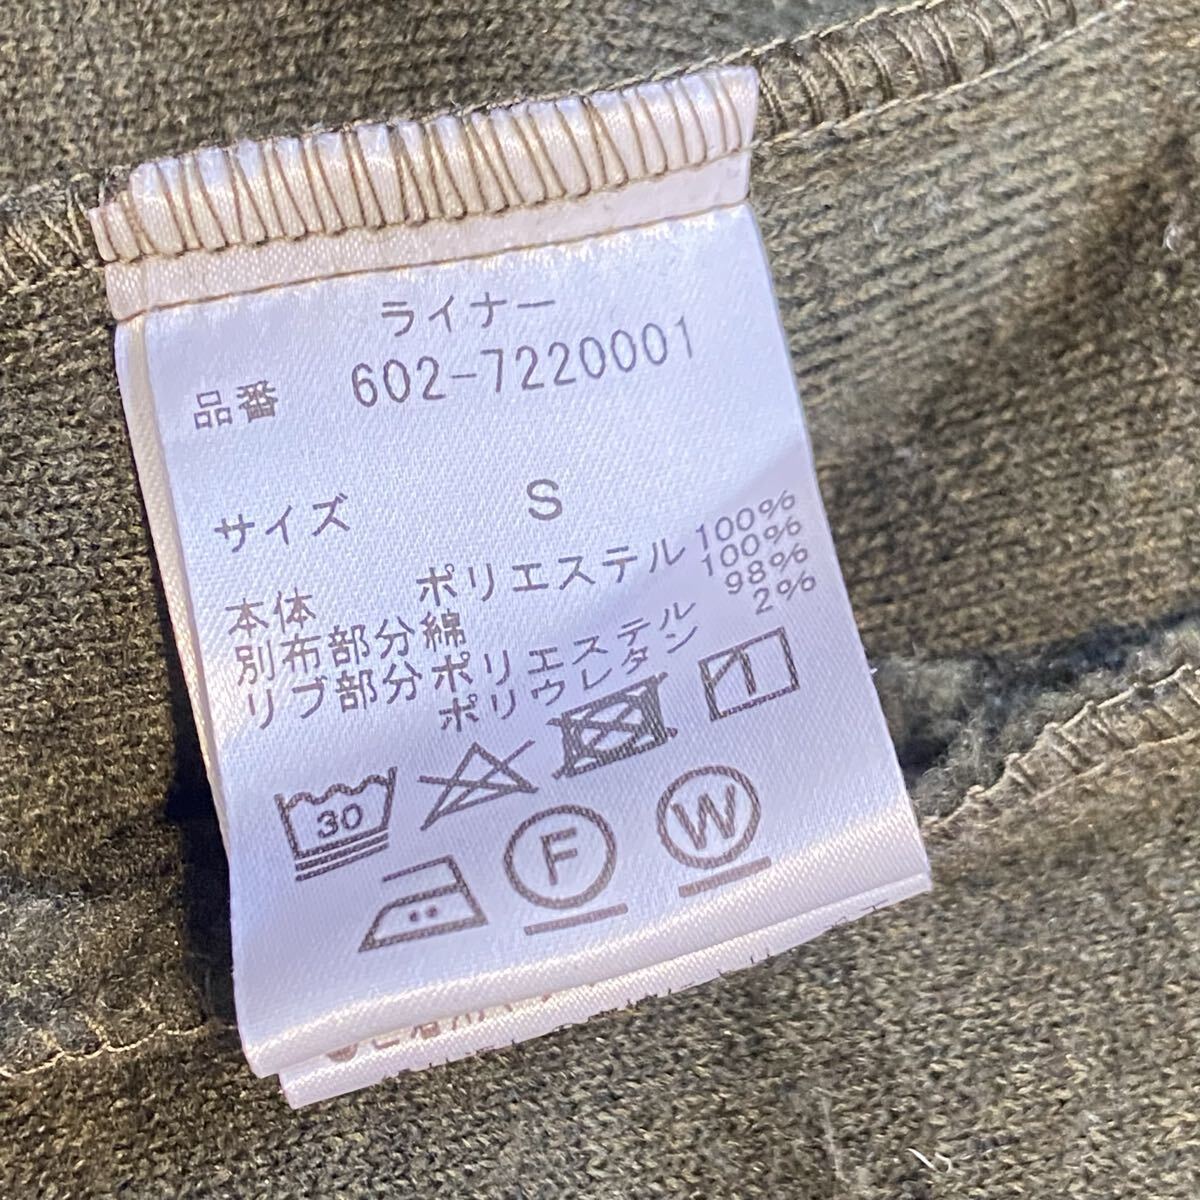 ライナー
品番 602-7220001
サイズ S
本体 ポリエステル 100%
別布部分綿 100%
リブ部分ポリエステル 98%
ポリウレタン 2%
30
F
W